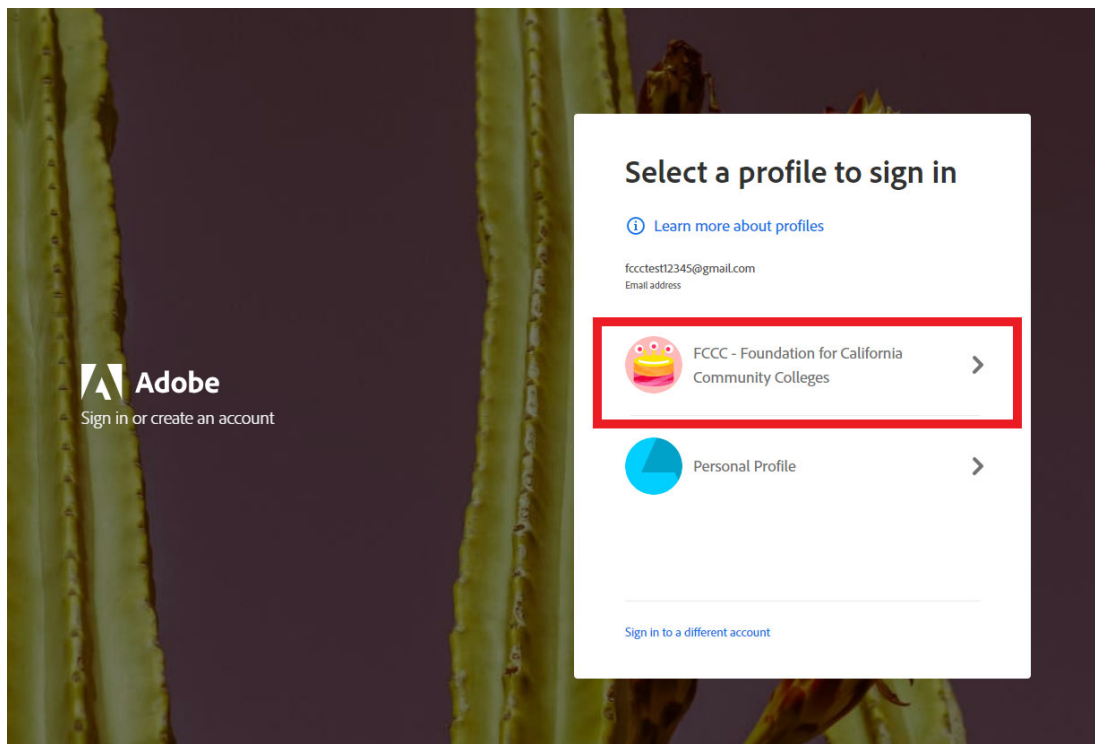 Adobe
Sign in or create an account
Select a profile to sign in
Learn more about profiles
fccctest12345@gmail.com
Email address
FCCC - Foundation for California
Community Colleges
Personal Profile
Sign in to a different account